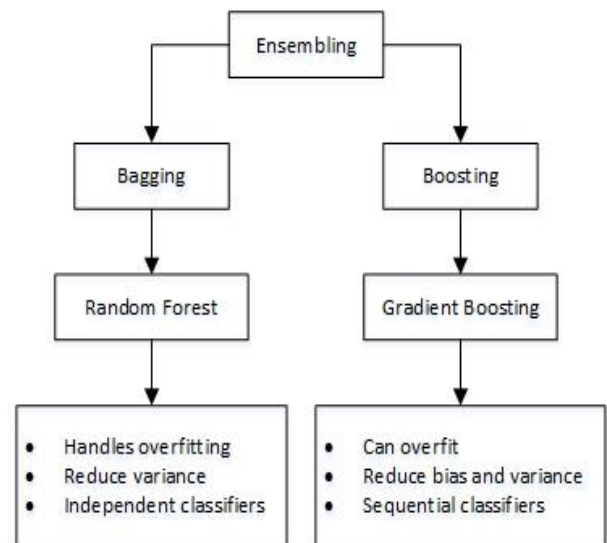 Ensembling
Bagging
Boosting
Random Forest
Gradient Boosting
• Handles overfitting
• Reduce variance
• Independent classifiers
• Can overfit
• Reduce bias and variance
• Sequential classifiers